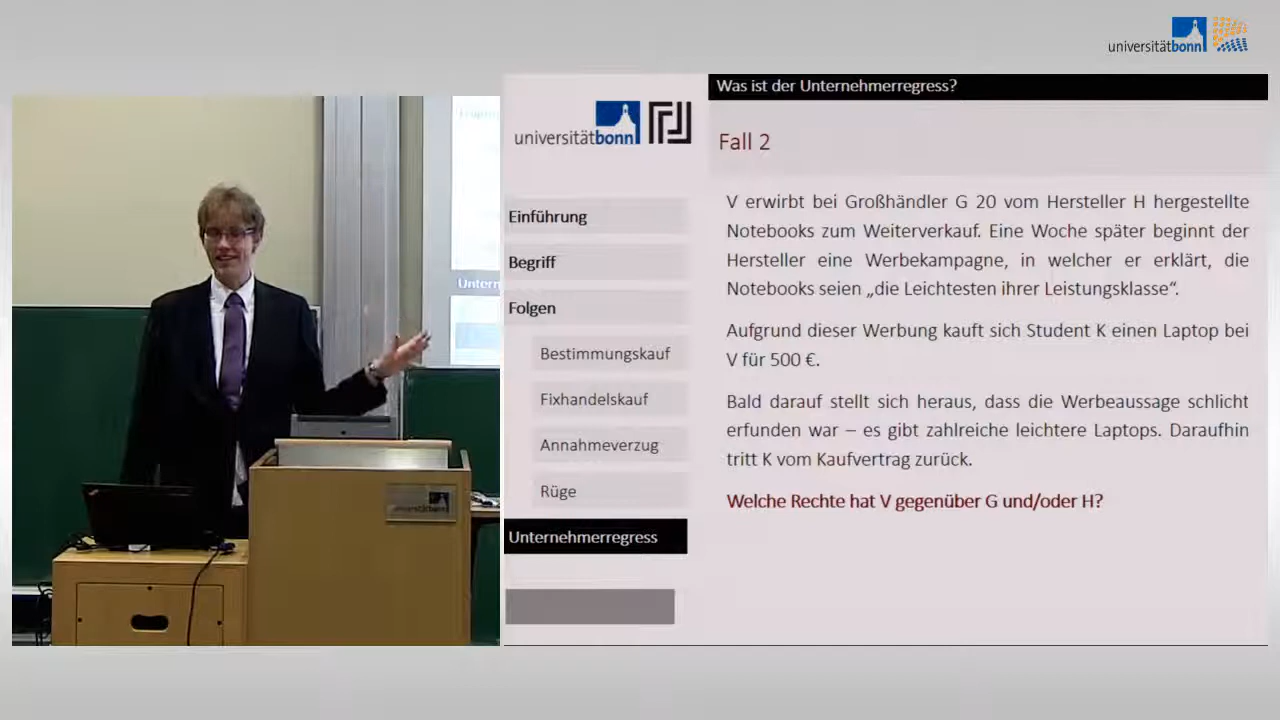 universitätbonn
Was ist der Unternehmerregress?
universitätbonn
Fall 2
V erwirbt bei Großhändler G 20 vom Hersteller H hergestellte
Notebooks zum Weiterverkauf. Eine Woche später beginnt der
Hersteller eine Werbekampagne, in welcher er erklärt, die
Notebooks seien „die Leichtesten ihrer Leistungsklasse“.
Aufgrund dieser Werbung kauft sich Student K einen Laptop bei
V für 500 €.
Bald darauf stellt sich heraus, dass die Werbeaussage schlicht
erfunden war – es gibt zahlreiche leichtere Laptops. Daraufhin
tritt K vom Kaufvertrag zurück.
Welche Rechte hat V gegenüber G und/oder H?
Einführung
Begriff
Folgen
Bestimmungskauf
Fixhandelskauf
Annahmeverzug
Rüge
Unternehmerregress
Untern
universitätbonn